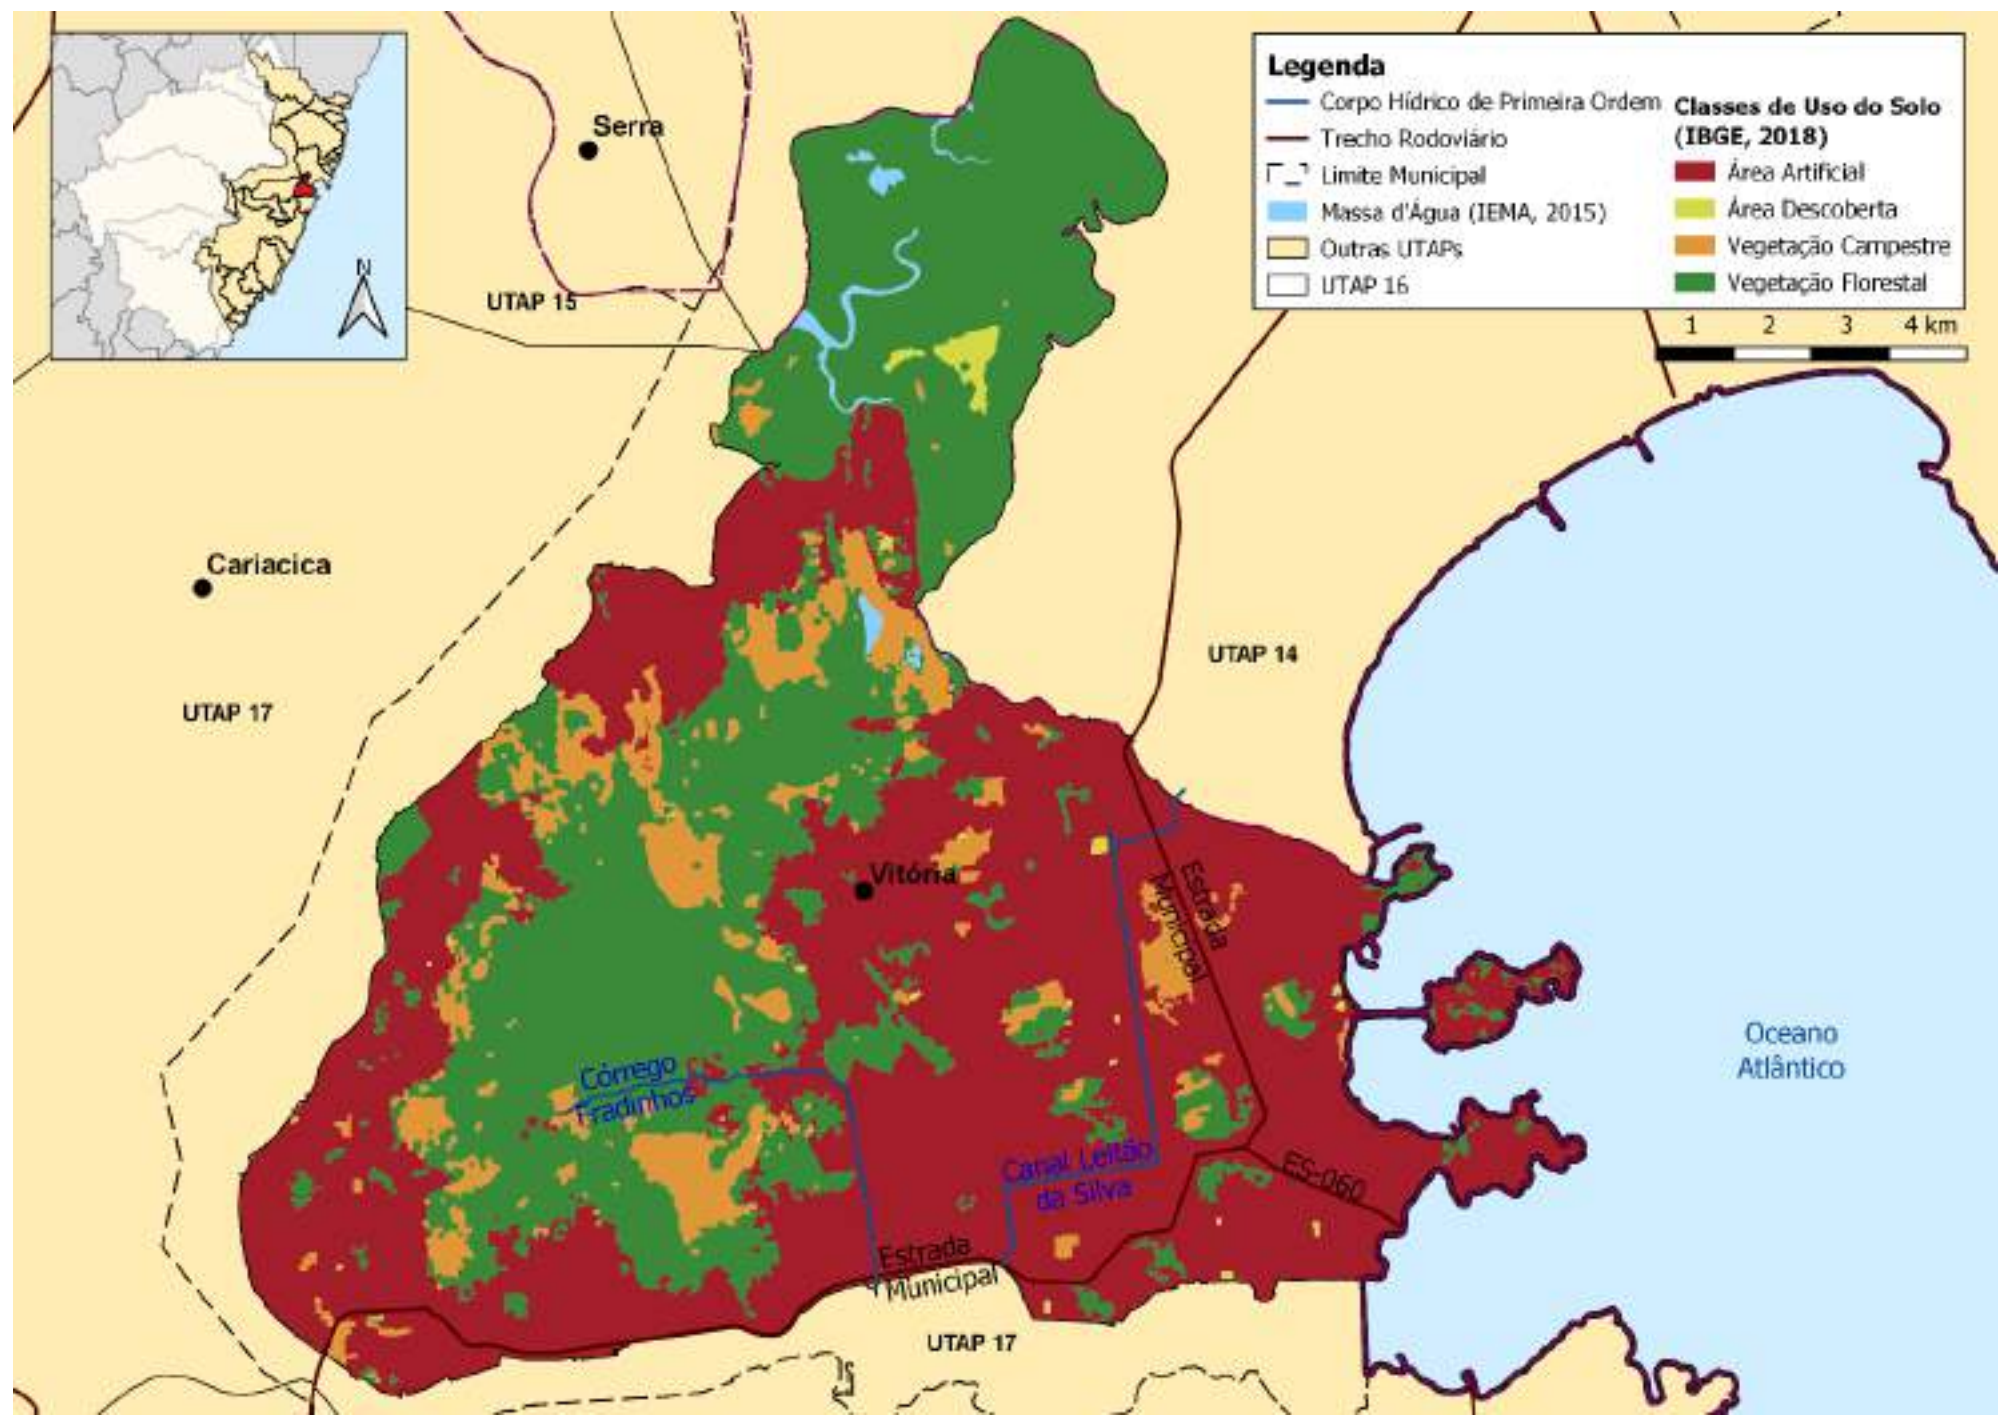 N
Serra
UTAP 15
Legenda
Corpo Hídrico de Primeira Ordem
Trecho Rodoviário
Limite Municipal
Massa d'Água (IEMA, 2015)
Outras UTAPs
UTAP 16
Classes de Uso do Solo
(IBGE, 2018)
Área Artificial
Área Descoberta
Vegetação Campestre
Vegetação Florestal
1 2 3 4 km
Cariacica
UTAP 14
UTAP 17
Vitória
Estrada
Municipal
Oceano
Atlântico
Córrego
Fradinhos
Canal Leitão
da Silva
ES-060
Estrada
Municipal
UTAP 17